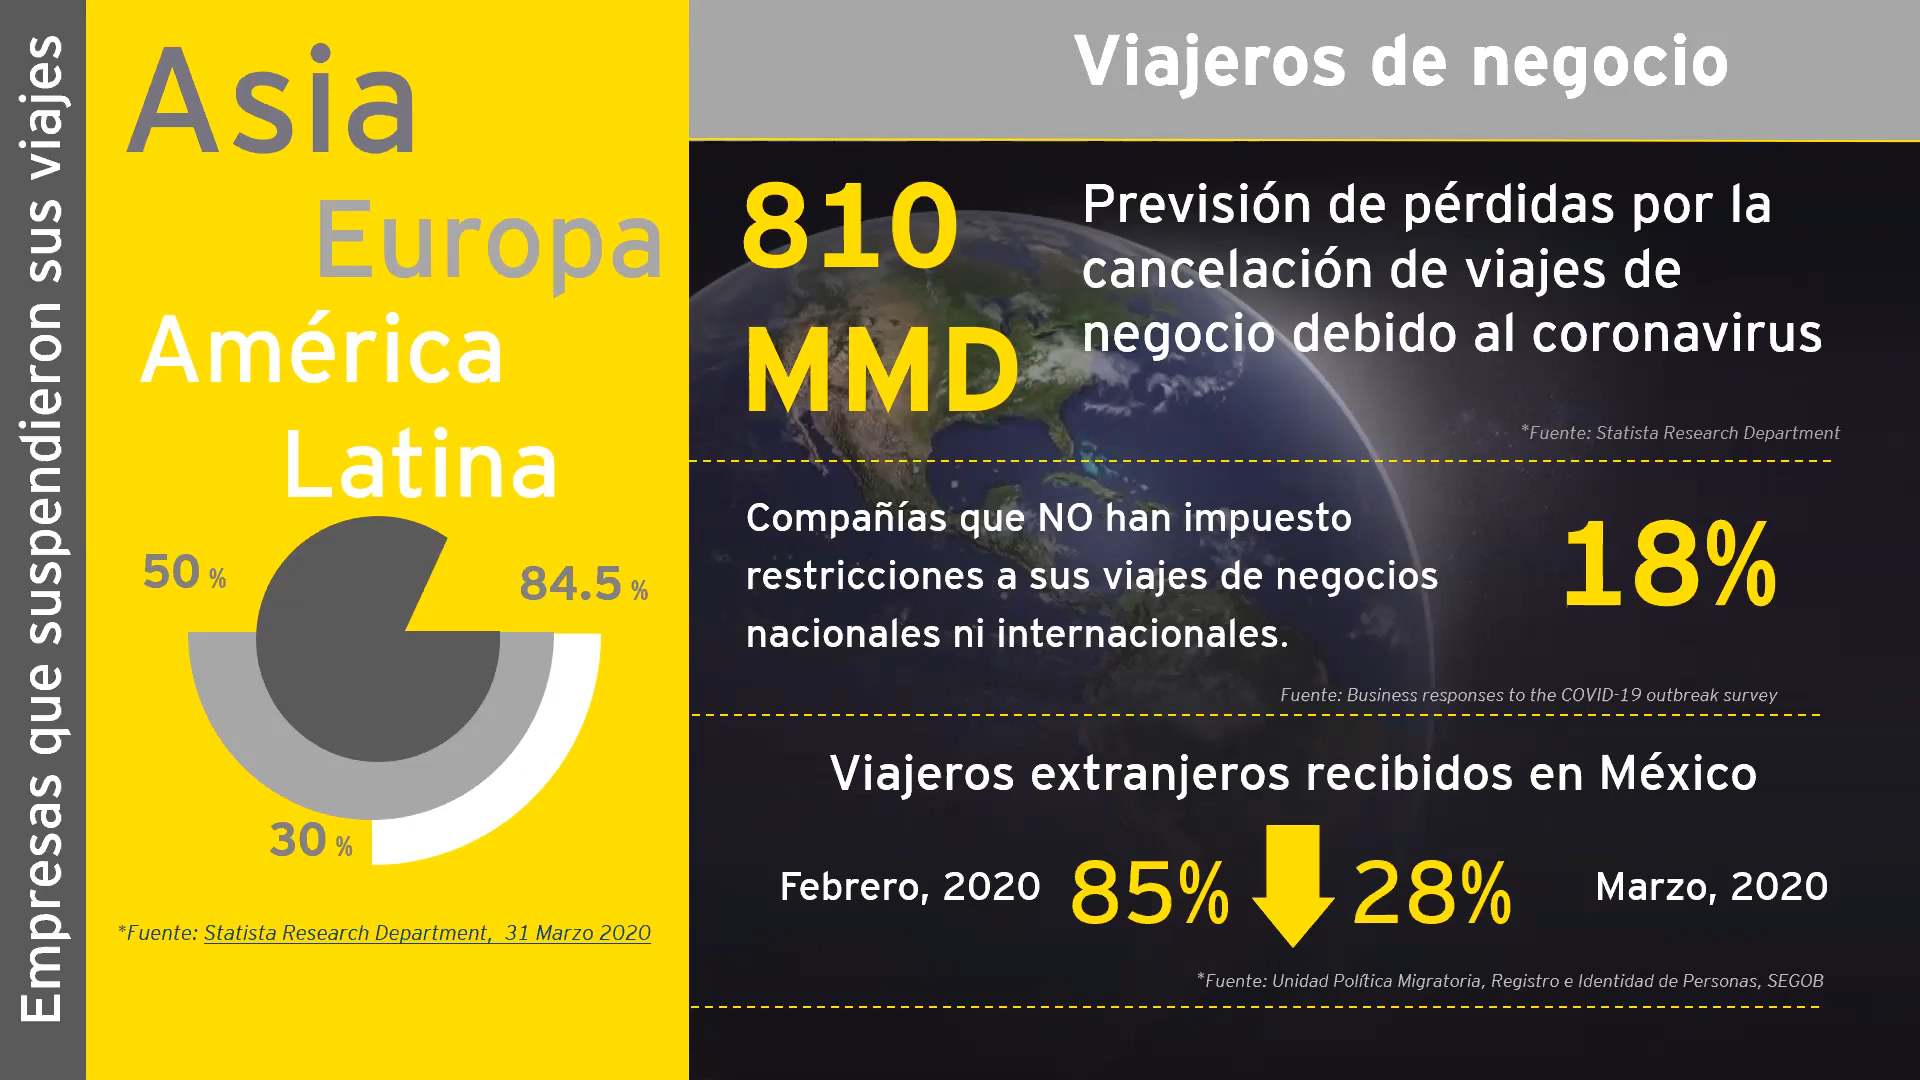 Empresas que suspendieron sus viajes
Asia
Europa
América
Latina
50 %
84.5 %
30 %
*Fuente: Statista Research Department,  31 Marzo 2020
Viajeros de negocio
810
MMD
Previsión de pérdidas por la
cancelación de viajes de
negocio debido al coronavirus
*Fuente: Statista Research Department
Compañías que NO han impuesto
restricciones a sus viajes de negocios
nacionales ni internacionales.
18%
Fuente: Business responses to the COVID-19 outbreak survey
Viajeros extranjeros recibidos en México
Febrero, 2020 85% 28% Marzo, 2020
*Fuente: Unidad Política Migratoria, Registro e Identidad de Personas, SEGOB